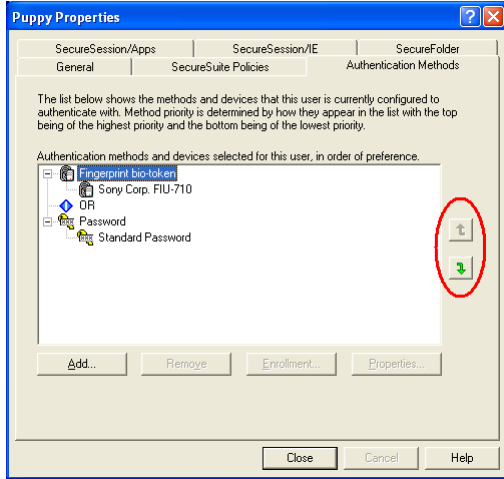 Puppy Properties
SecureSession/Apps SecureSession/IE SecureFolder
General SecureSuite Policies Authentication Methods
The list below shows the methods and devices that this user is currently configured to
authenticate with. Method priority is determined by how they appear in the list with the top
being of the highest priority and the bottom being of the lowest priority.
Authentication methods and devices selected for this user, in order of preference.
Fingerprint bio-token
Sony Corp. FIU-710
OR
Password
Standard Password
Add... Remove Enrollment... Properties...
Close Cancel Help